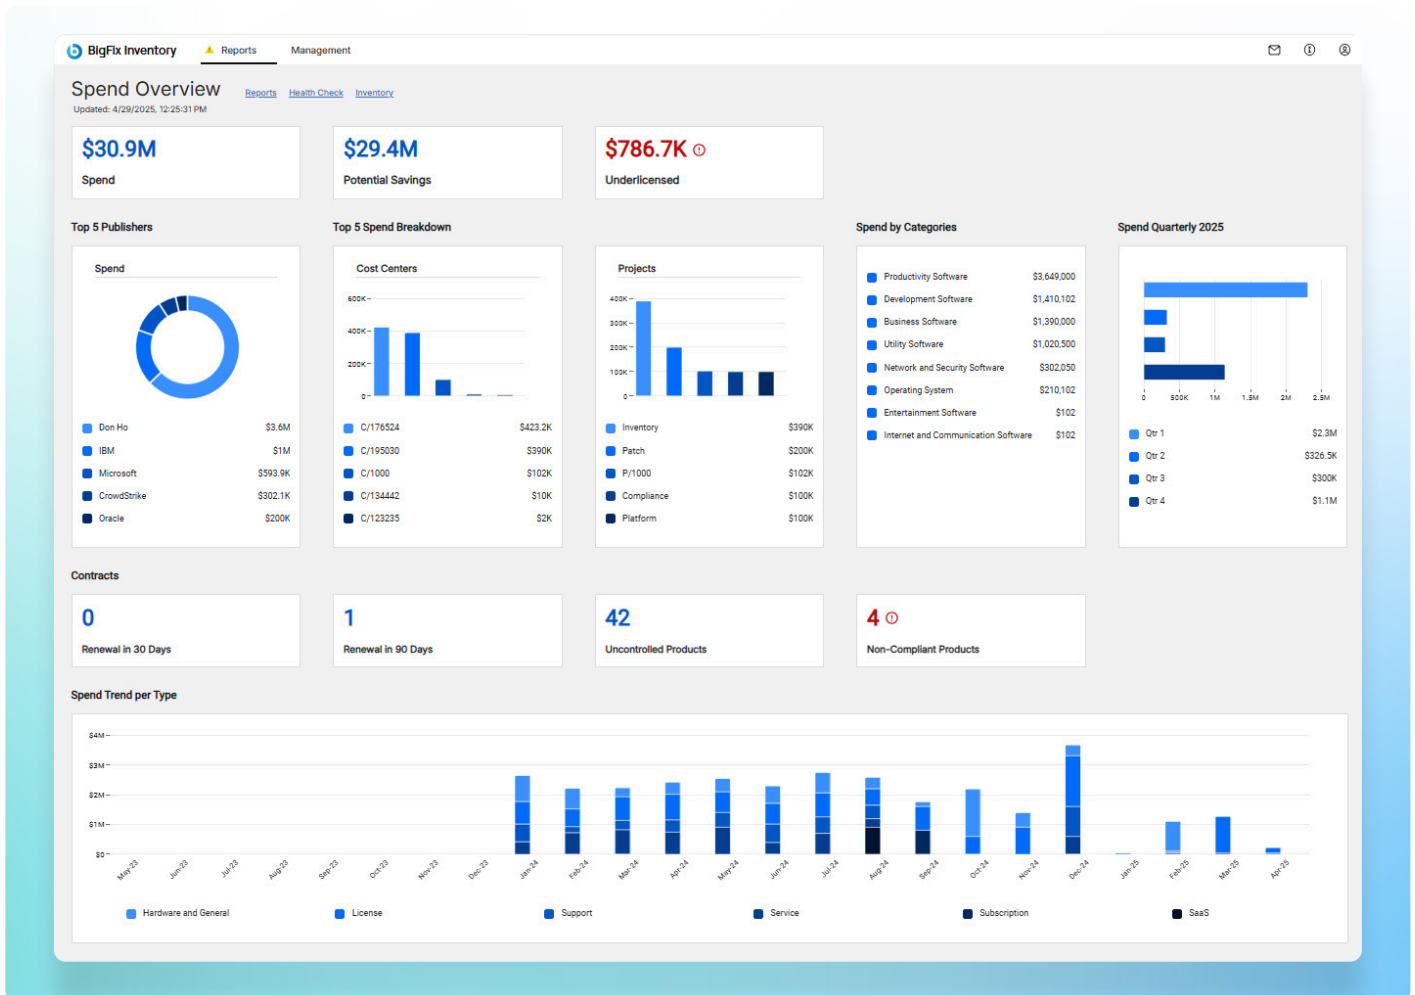 BigFix Inventory
Reports
Management
Spend Overview
Reports
Health Check
Inventory
Updated: 4/29/2025, 12:25:31 PM
$30.9M
Spend
$29.4M
Potential Savings
$786.7K
Underlicensed
Top 5 Publishers
Spend
Don Ho $3.6M
IBM $1M
Microsoft $593.9K
CrowdStrike $302.1K
Oracle $200K
Top 5 Spend Breakdown
Cost Centers
600K
400K
200K
0
C/176524 $423.2K
C/195030 $390K
C/1000 $102K
C/134442 $10K
C/123235 $2K
Projects
400K
300K
200K
100K
0
Inventory $390K
Patch $200K
P/1000 $102K
Compliance $100K
Platform $100K
Spend by Categories
Productivity Software $3,649,000
Development Software $1,410,102
Business Software $1,390,000
Utility Software $1,020,500
Network and Security Software $302,050
Operating System $210,102
Entertainment Software $102
Internet and Communication Software $102
Spend Quarterly 2025
0 500K 1M 1.5M 2M 2.5M
Qtr 1 $2.3M
Qtr 2 $326.5K
Qtr 3 $300K
Qtr 4 $1.1M
Contracts
0
Renewal in 30 Days
1
Renewal in 90 Days
42
Uncontrolled Products
4
Non-Compliant Products
Spend Trend per Type
$4M
$3M
$2M
$1M
$0
May-23 Jun-23 Jul-23 Aug-23 Sep-23 Oct-23 Nov-23 Dec-23 Jan-24 Feb-24 Mar-24 Apr-24 May-24 Jun-24 Jul-24 Aug-24 Sep-24 Oct-24 Nov-24 Dec-24 Jan-25 Feb-25 Mar-25 Apr-25
Hardware and General License Support Service Subscription SaaS